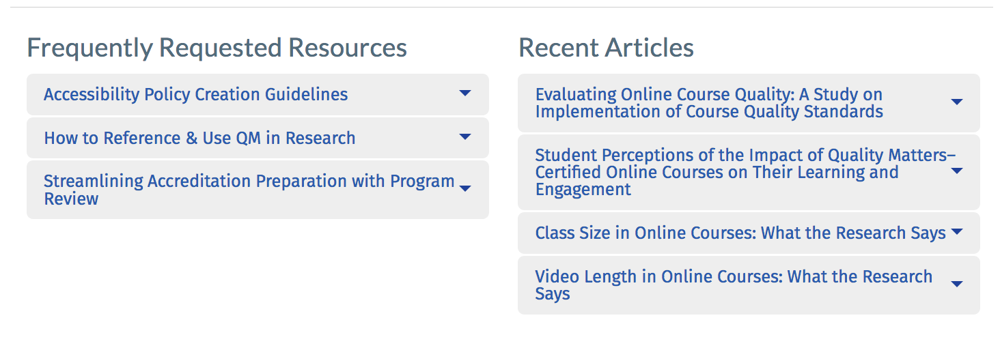 Frequently Requested Resources
Accessibility Policy Creation Guidelines
How to Reference & Use QM in Research
Streamlining Accreditation Preparation with Program
Review
Recent Articles
Evaluating Online Course Quality: A Study on
Implementation of Course Quality Standards
Student Perceptions of the Impact of Quality Matters–
Certified Online Courses on Their Learning and
Engagement
Class Size in Online Courses: What the Research Says
Video Length in Online Courses: What the Research
Says